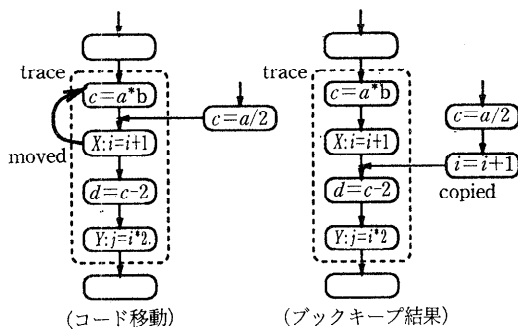 trace
c=a*b
c=a/2
moved
X:i=i+1
d=c-2
Y:j=i*2.
(コード移動)
trace
c=a*b
c=a/2
X:i=i+1
i=i+1
copied
d=c-2
Y:j=i*2
(ブックキープ結果)